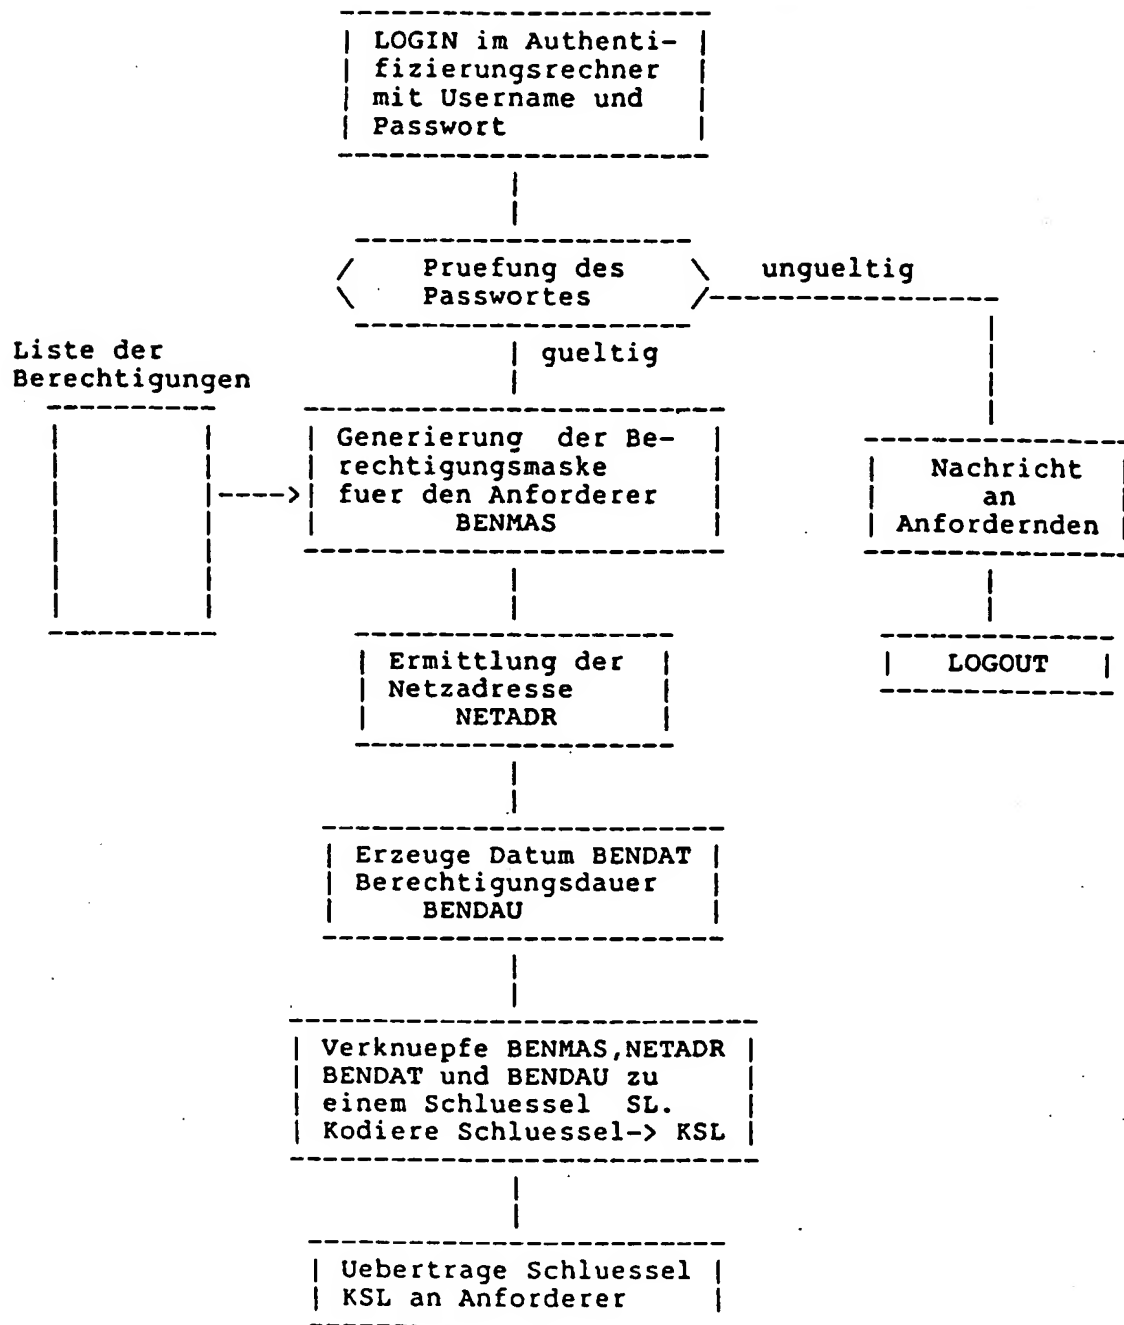 LOGIN im Authenti-
fizierungsrechner
mit Username und
Passwort
Pruefung des
Passwortes
ungueltig
gueltig
Liste der
Berechtigungen
Generierung der Be-
rechtigungsmaske
fuer den Anforderer
BENMAS
Nachricht
an
Anfordernden
Ermittlung der
Netzadresse
NETADR
LOGOUT
Erzeuge Datum BENDAT
Berechtigungsdauer
BENDAU
Verknuepfe BENMAS,NETADR
BENDAT und BENDAU zu
einem Schluessel SL.
Kodiere Schluessel-> KSL
Uebertrage Schluessel
KSL an Anforderer